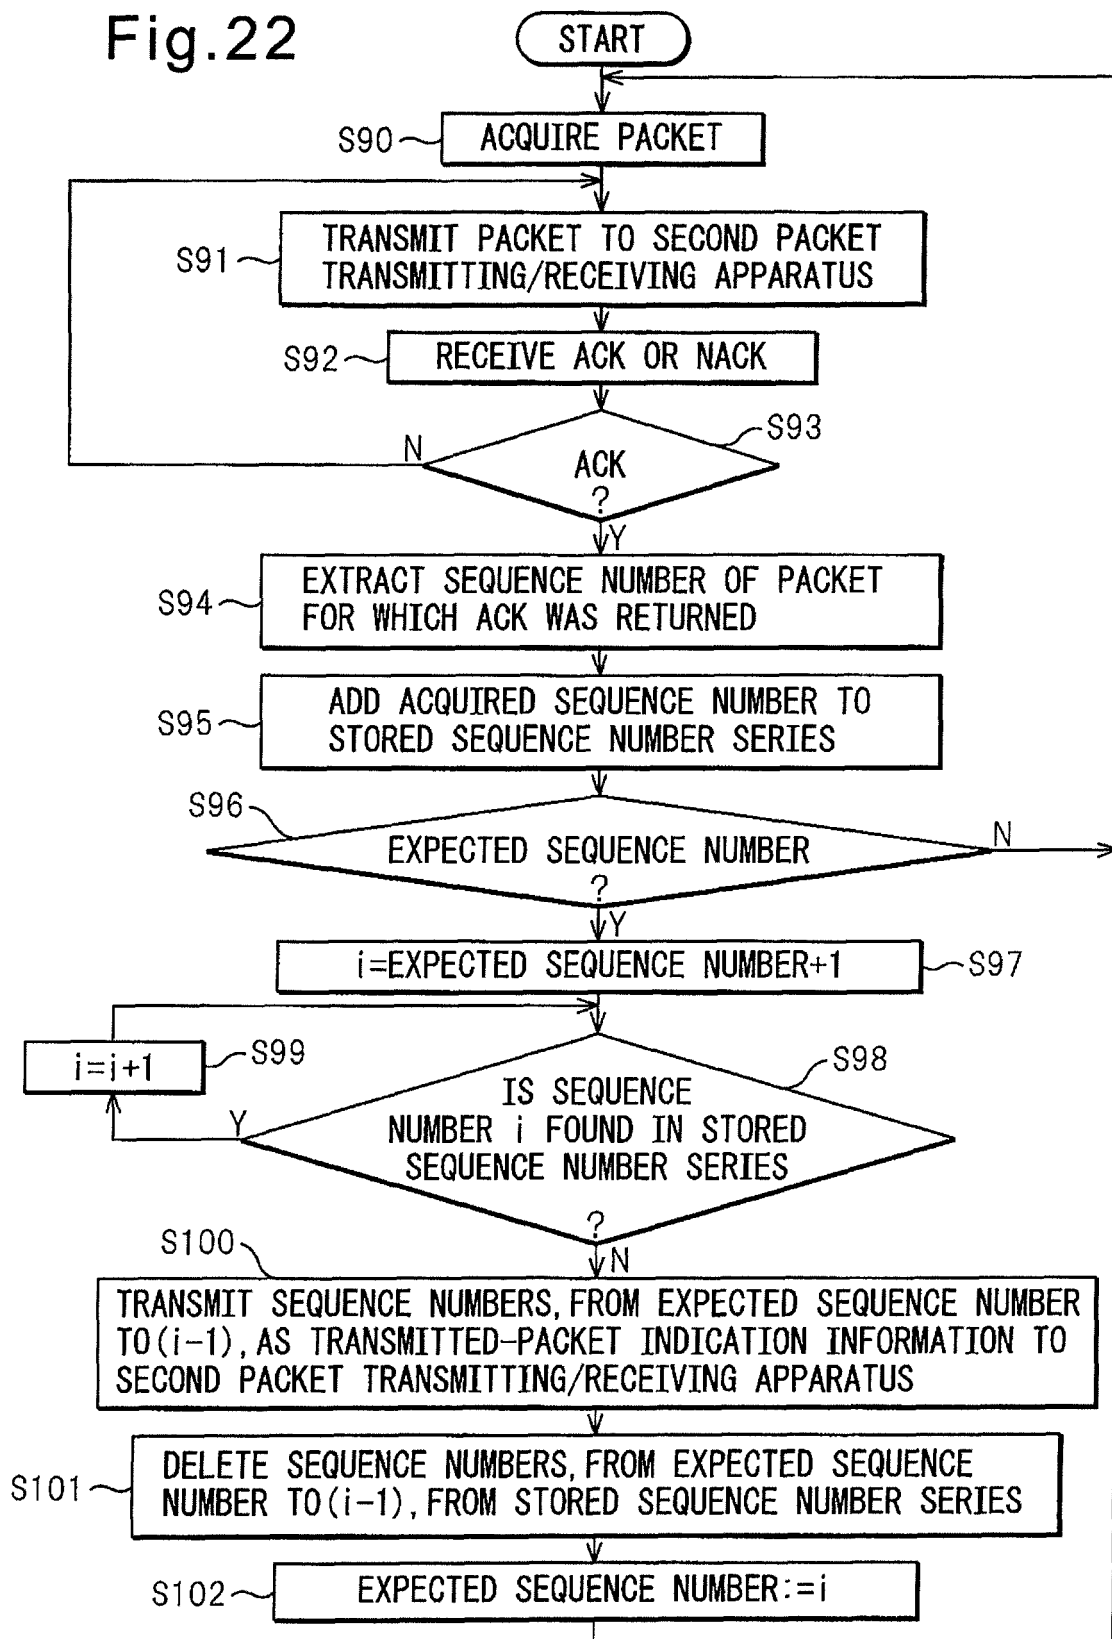 Fig.22
START
S90
ACQUIRE PACKET
S91
TRANSMIT PACKET TO SECOND PACKET
TRANSMITTING/RECEIVING APPARATUS
S92
RECEIVE ACK OR NACK
S93
N
ACK
?
Y
S94
EXTRACT SEQUENCE NUMBER OF PACKET
FOR WHICH ACK WAS RETURNED
S95
ADD ACQUIRED SEQUENCE NUMBER TO
STORED SEQUENCE NUMBER SERIES
S96
EXPECTED SEQUENCE NUMBER
N
?
Y
i=EXPECTED SEQUENCE NUMBER+1
S97
i=i+1
S99
S98
IS SEQUENCE
NUMBER i FOUND IN STORED
SEQUENCE NUMBER SERIES
Y
?
N
S100
TRANSMIT SEQUENCE NUMBERS, FROM EXPECTED SEQUENCE NUMBER
TO(i-1), AS TRANSMITTED-PACKET INDICATION INFORMATION TO
SECOND PACKET TRANSMITTING/RECEIVING APPARATUS
S101
DELETE SEQUENCE NUMBERS, FROM EXPECTED SEQUENCE
NUMBER TO(i-1), FROM STORED SEQUENCE NUMBER SERIES
S102
EXPECTED SEQUENCE NUMBER:=i